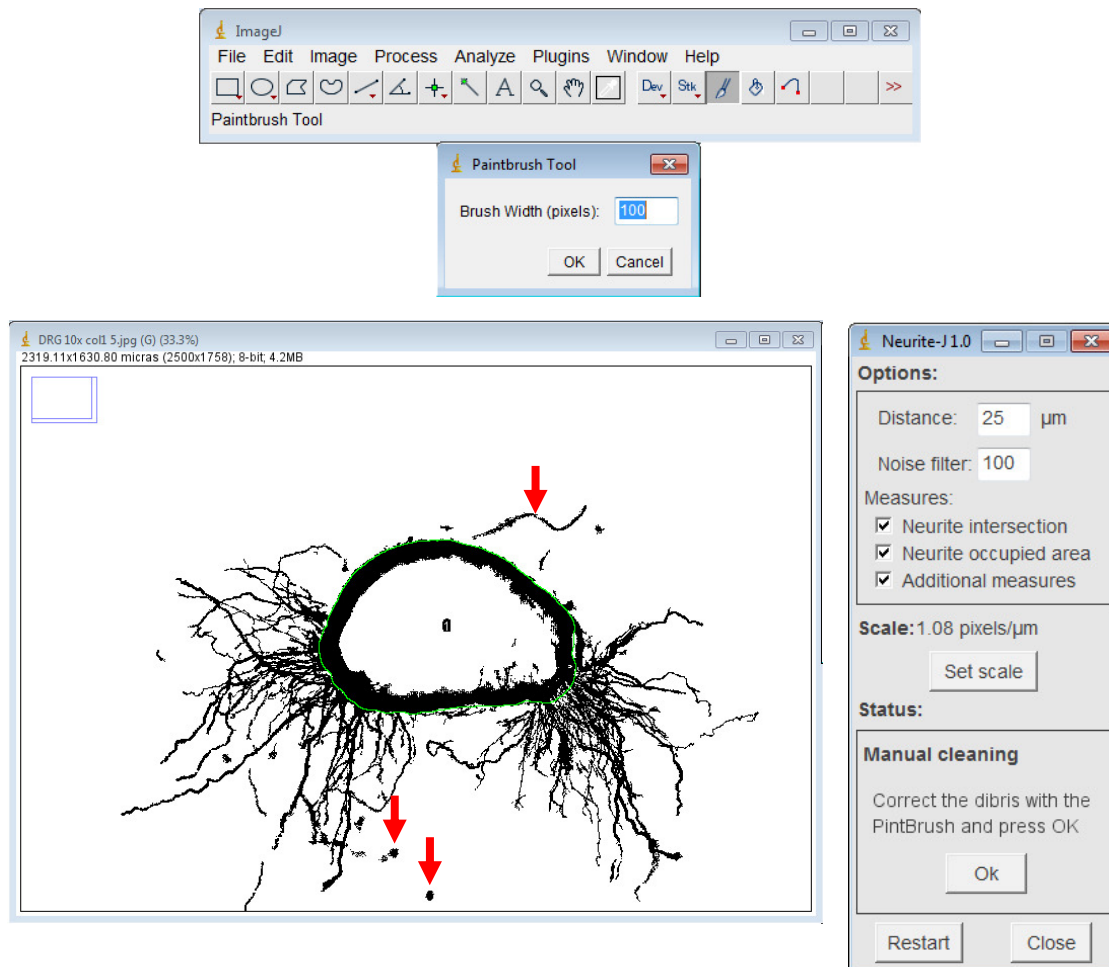 ImageJ
File Edit Image Process Analyze Plugins Window Help
A Dev Stk >>
Paintbrush Tool
Paintbrush Tool
Brush Width (pixels): 100
OK Cancel
DRG 10x col1 5.jpg (G) (33.3%)
2319.11x1630.80 micras (2500x1758); 8-bit; 4.2MB
Neurite-J 1.0
Options:
Distance: 25 µm
Noise filter: 100
Measures:
Neurite intersection
Neurite occupied area
Additional measures
Scale:1.08 pixels/µm
Set scale
Status:
Manual cleaning
Correct the dibris with the
PintBrush and press OK
Ok
Restart Close